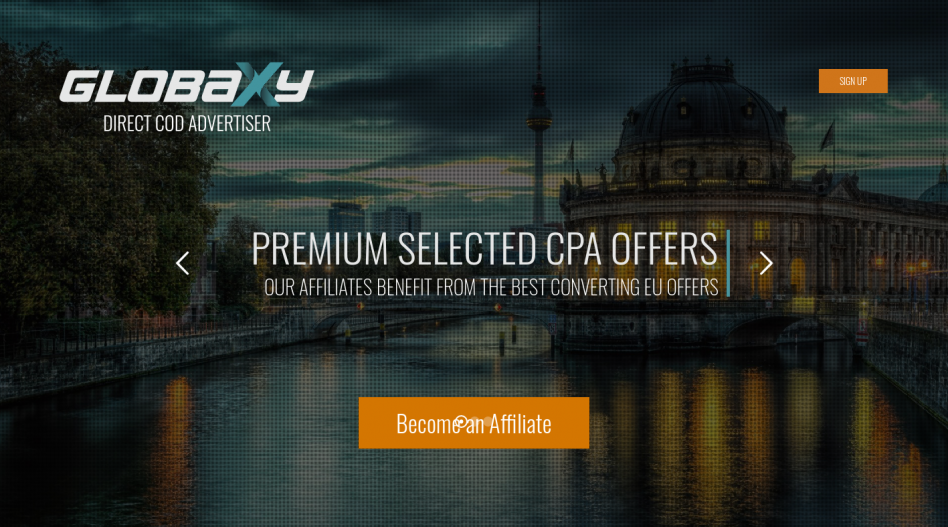 GLOBAXY
DIRECT COD ADVERTISER
SIGN UP
PREMIUM SELECTED CPA OFFERS
OUR AFFILIATES BENEFIT FROM THE BEST CONVERTING EU OFFERS
Become an Affiliate